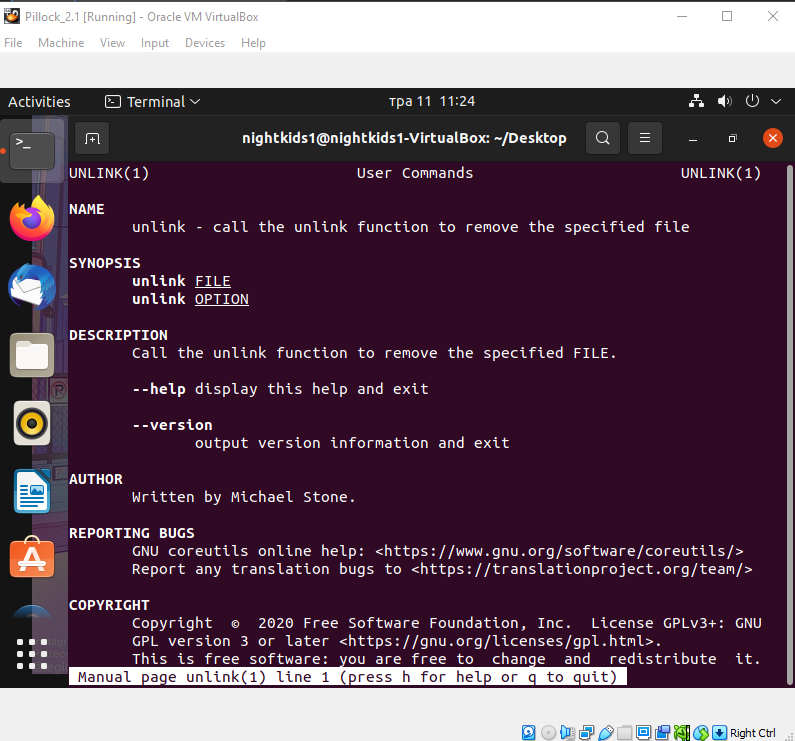 Pillock_2.1 [Running] - Oracle VM VirtualBox
File Machine View Input Devices Help
Activities Terminal тра 11 11:24
nightkids1@nightkids1-VirtualBox: ~/Desktop
UNLINK(1) User Commands UNLINK(1)
NAME
unlink - call the unlink function to remove the specified file
SYNOPSIS
unlink FILE
unlink OPTION
DESCRIPTION
Call the unlink function to remove the specified FILE.
--help display this help and exit
--version
output version information and exit
AUTHOR
Written by Michael Stone.
REPORTING BUGS
GNU coreutils online help: <https://www.gnu.org/software/coreutils/>
Report any translation bugs to <https://translationproject.org/team/>
COPYRIGHT
Copyright © 2020 Free Software Foundation, Inc. License GPLv3+: GNU
GPL version 3 or later <https://gnu.org/licenses/gpl.html>.
This is free software: you are free to change and redistribute it.
Manual page unlink(1) line 1 (press h for help or q to quit)
Right Ctrl